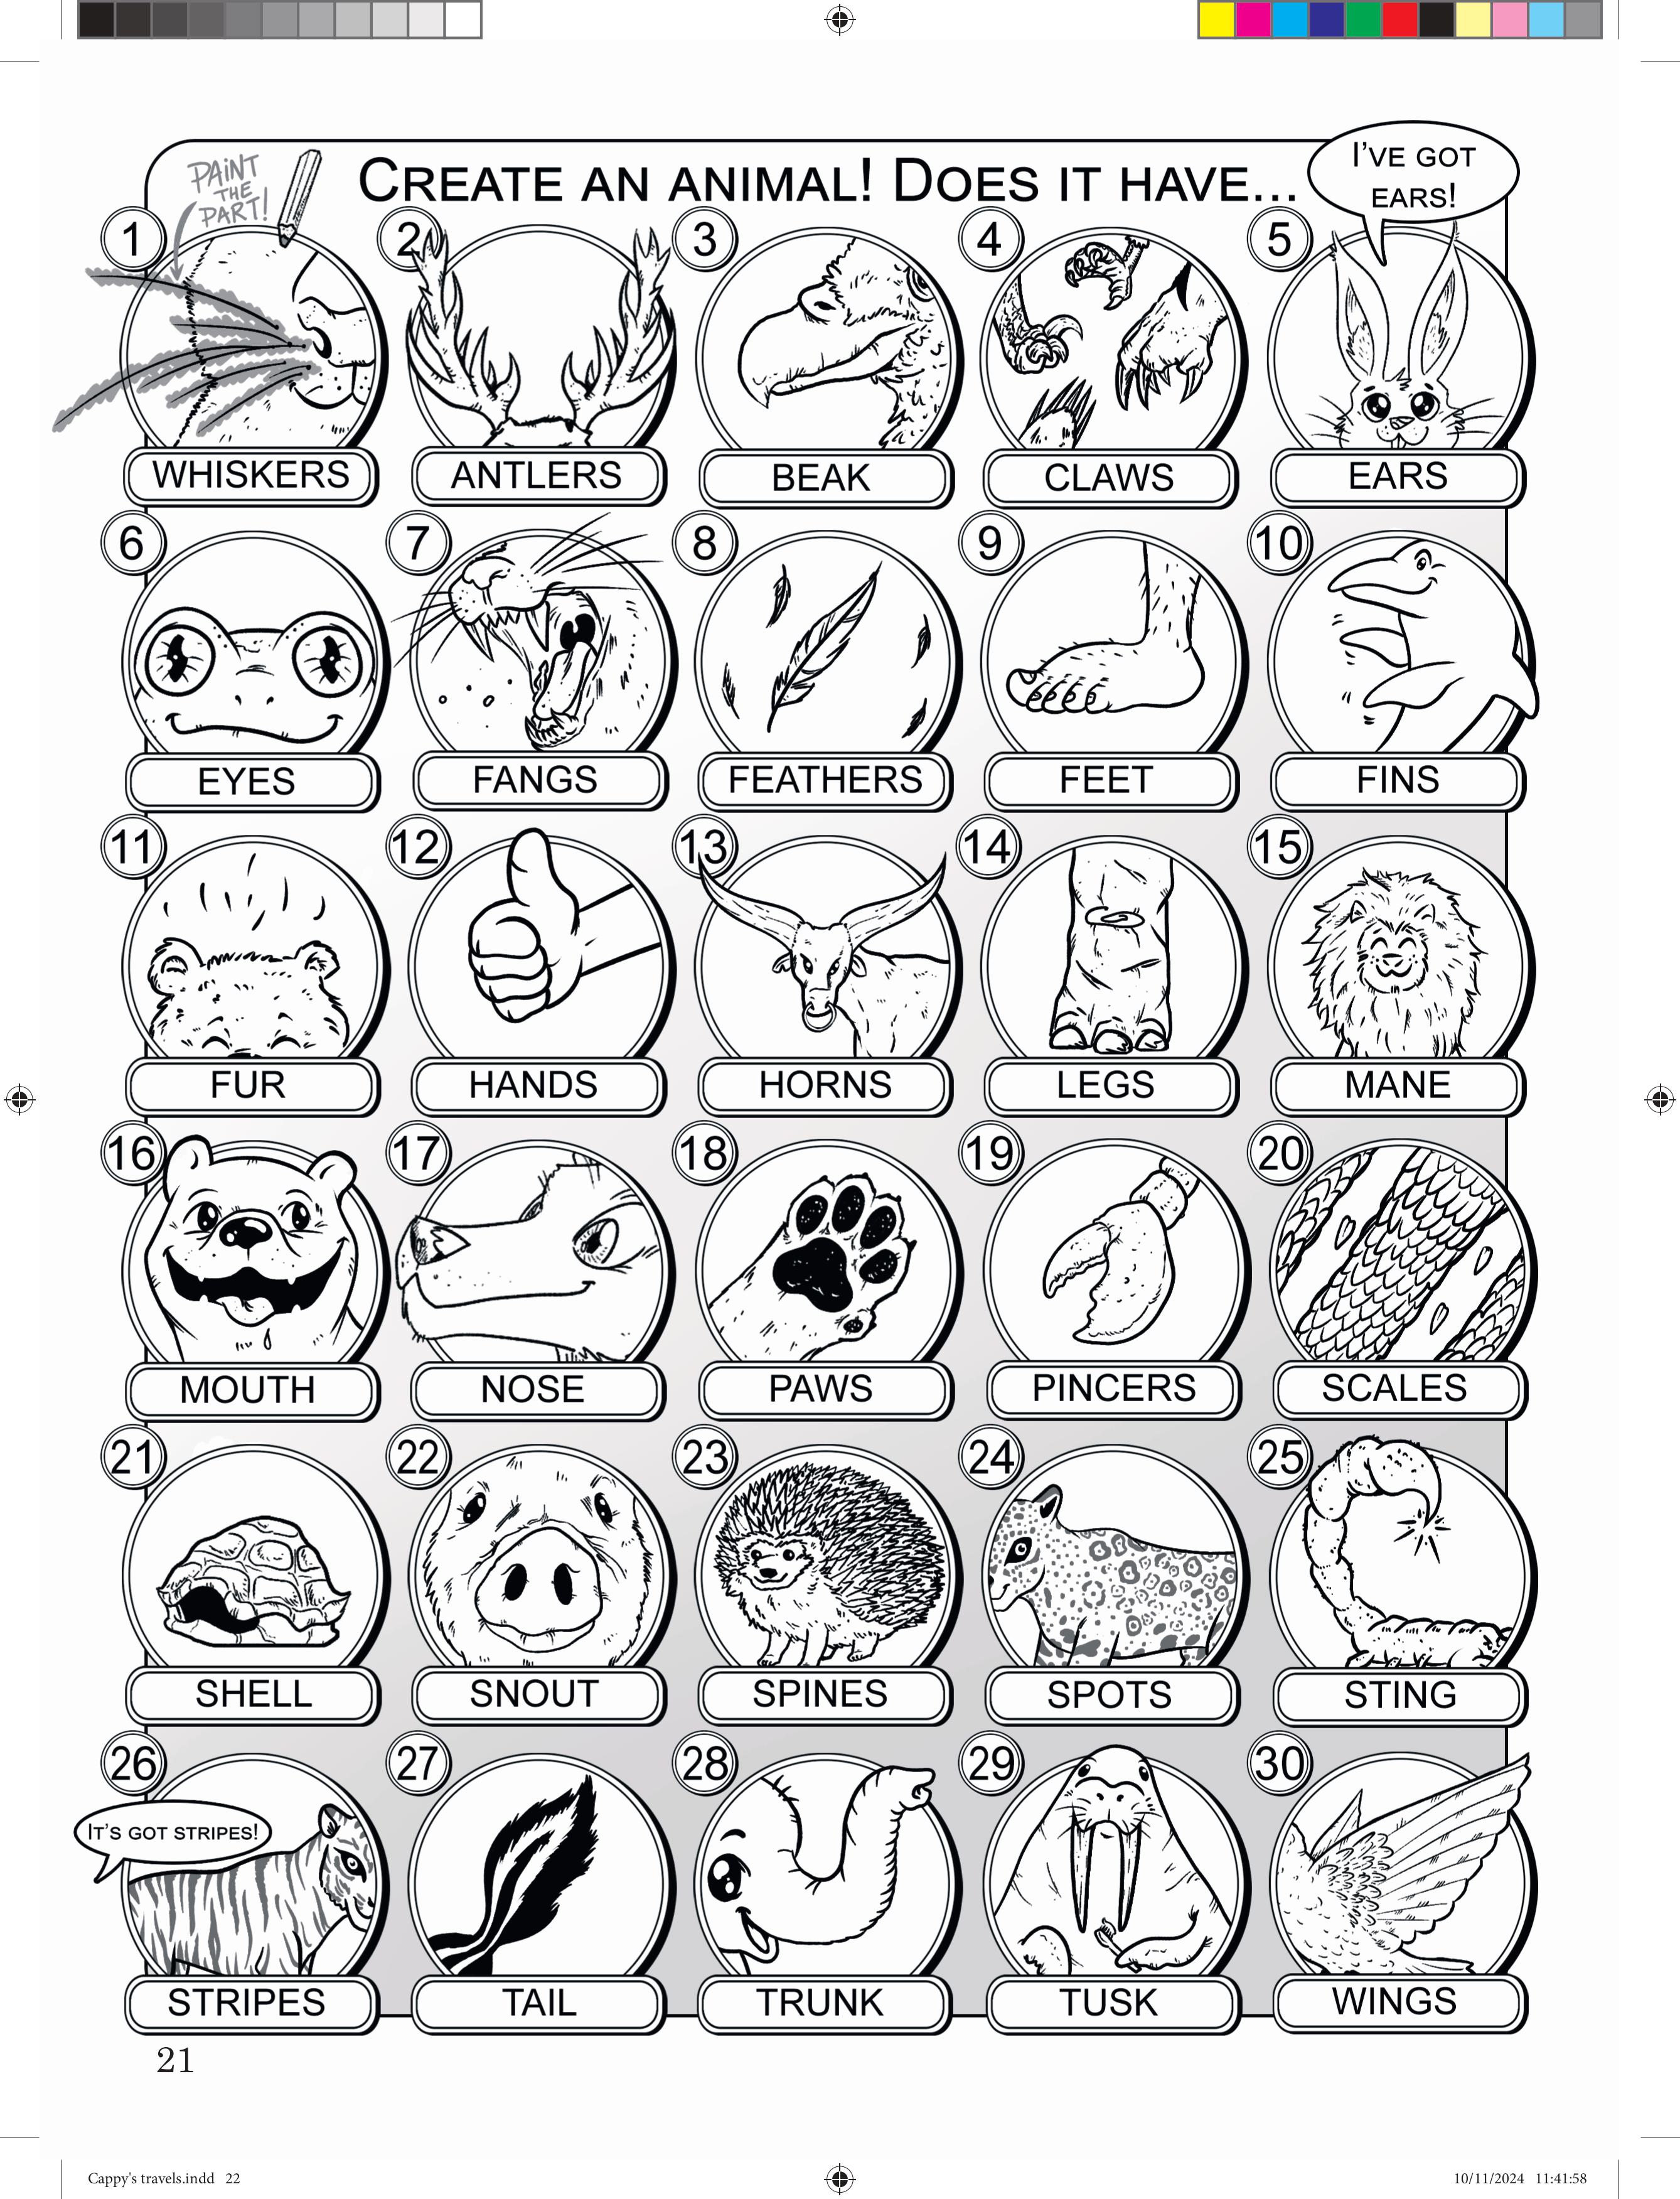 PAINT
THE
PART!
CREATE AN ANIMAL! DOES IT HAVE...
I'VE GOT
EARS!
1
2
3
4
5
WHISKERS
ANTLERS
BEAK
CLAWS
EARS
6
7
8
9
10
EYES
FANGS
FEATHERS
FEET
FINS
11
12
13
14
15
FUR
HANDS
HORNS
LEGS
MANE
16
17
18
19
20
MOUTH
NOSE
PAWS
PINCERS
SCALES
21
22
23
24
25
SHELL
SNOUT
SPINES
SPOTS
STING
26
27
28
29
30
IT'S GOT STRIPES!
STRIPES
TAIL
TRUNK
TUSK
WINGS
21
Cappy's travels.indd 22
10/11/2024 11:41:58